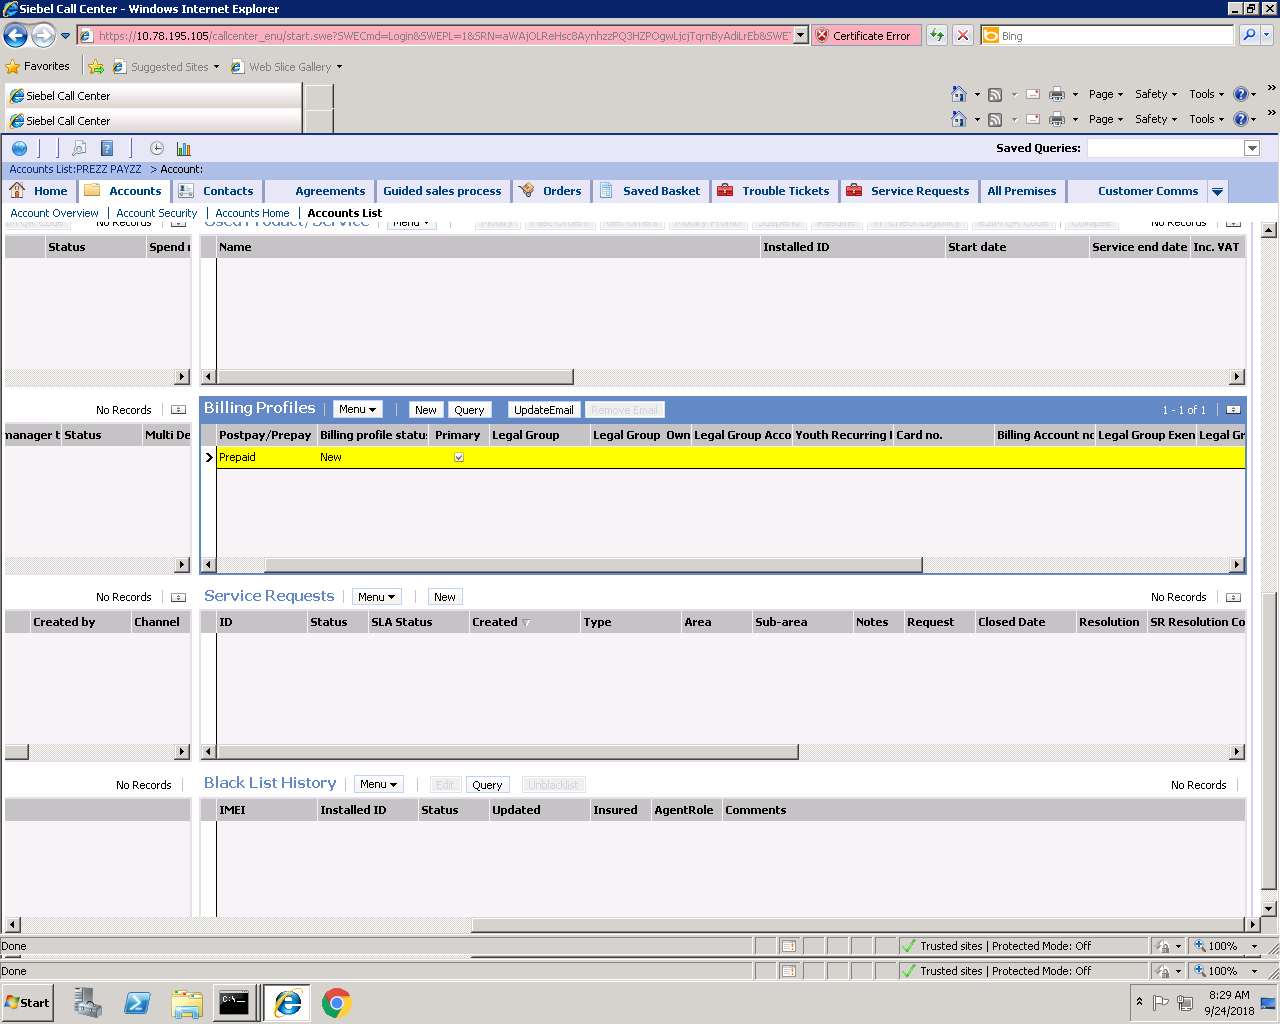 Siebel Call Center - Windows Internet Explorer
https://10.78.195.105/callcenter_enu/start.swe?SWECmd=Login&SWEPL=1&SRN=
Certificate Error
Bing
Favorites
Suggested Sites
Web Slice Gallery
Siebel Call Center
Page Safety Tools
Siebel Call Center
Page Safety Tools
Saved Queries:
Accounts List:PREZZ PAYZZ > Account:
Home Accounts Contacts Agreements Guided sales process Orders Saved Basket Trouble Tickets Service Requests All Premises Customer Comms
Account Overview | Account Security | Accounts Home | Accounts List
No Records Used Product/Service Menu No Records
Status Spend Name Installed ID Start date Service end date Inc. VAT
No Records Billing Profiles Menu New Query UpdateEmail Remove Email 1 - 1 of 1
manager t Status Multi De Postpay/Prepay Billing profile statu Primary Legal Group Legal Group Own Legal Group Acco Youth Recurring Card no. Billing Account no Legal Group Exen Legal Gr
Prepaid New
No Records Service Requests Menu New No Records
Created by Channel ID Status SLA Status Created Type Area Sub-area Notes Request Closed Date Resolution SR Resolution Co
No Records Black List History Menu Edit Query Unblacklist No Records
IMEI Installed ID Status Updated Insured AgentRole Comments
Done Trusted sites | Protected Mode: Off 100%
Done Trusted sites | Protected Mode: Off 100%
Start
8:29 AM
9/24/2018